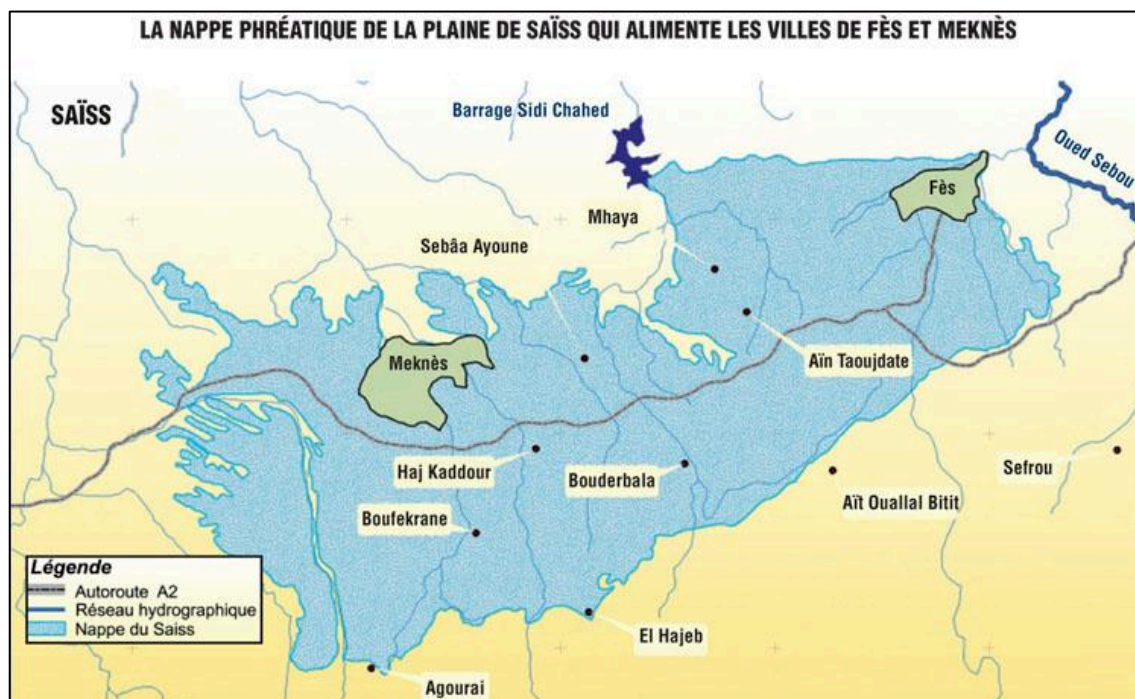 LA NAPPE PHRÉATIQUE DE LA PLAINE DE SAÏSS QUI ALIMENTE LES VILLES DE FÈS ET MEKNÈS
SAÏSS
Barrage Sidi Chahed
Oued Sebou
Fès
Mhaya
Sebâa Ayoune
Meknès
Aïn Taoujdate
Haj Kaddour
Bouderbala
Sefrou
Aït Ouallal Bitit
Boufekrane
Légende
Autoroute A2
Réseau hydrographique
Nappe du Saiss
El Hajeb
Agourai